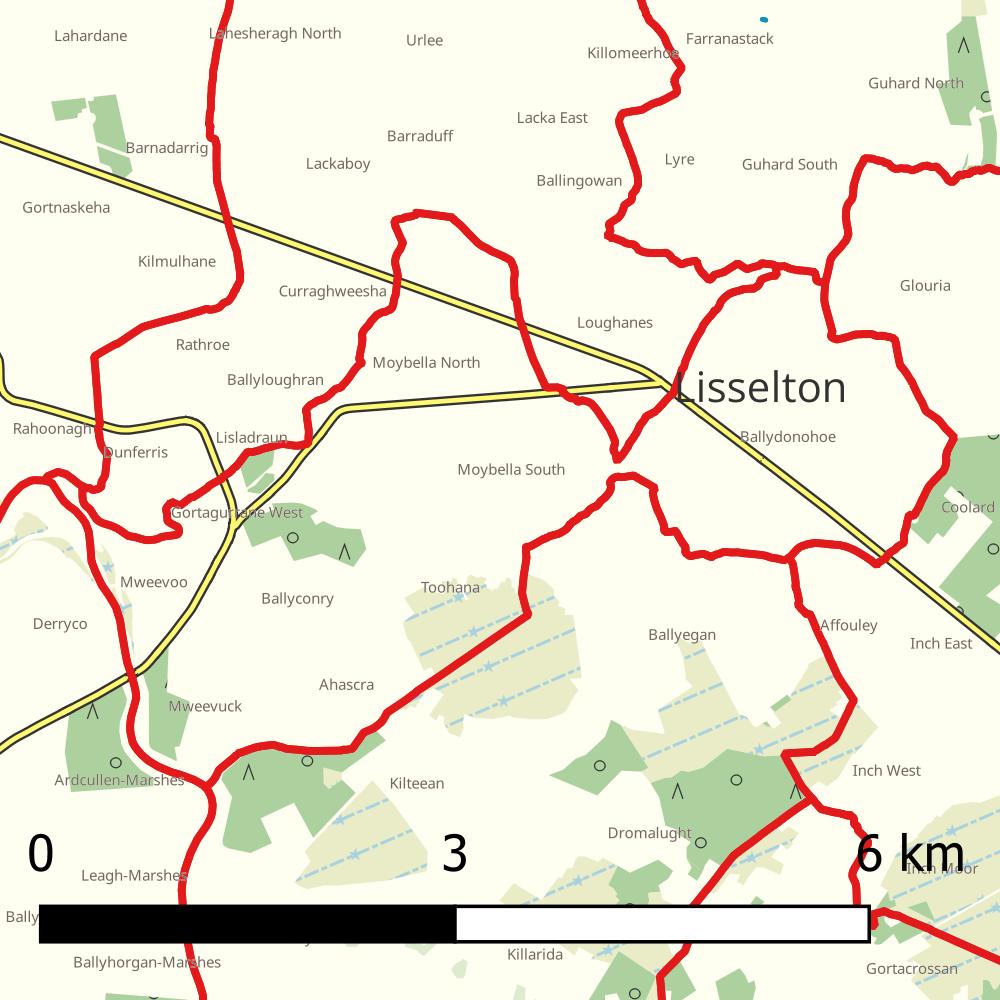 Lahardane
Lahesheragh North
Urlee
Killomeerhoe
Farranastack
Guhard North
Lacka East
Barraduff
Barnadarrig
Lackaboy
Lyre
Guhard South
Ballingowan
Gortnaskeha
Kilmulhane
Curraghweesha
Glouria
Loughanes
Rathroe
Moybella North
Ballyloughran
Lisselton
Rahoonagh
Lisladraun
Ballydonohoe
Dunferris
Moybella South
Gortagurrane West
Coolard
Mweevoo
Toohana
Ballyconry
Derryco
Ballyegan
Affouley
Inch East
Ahascra
Mweevuck
Inch West
Ardcullen-Marshes
Kilteean
Dromalught
0 3 6 km
Inch Moor
Leagh-Marshes
Bally
Killarida
Ballyhorgan-Marshes
Gortacrossan